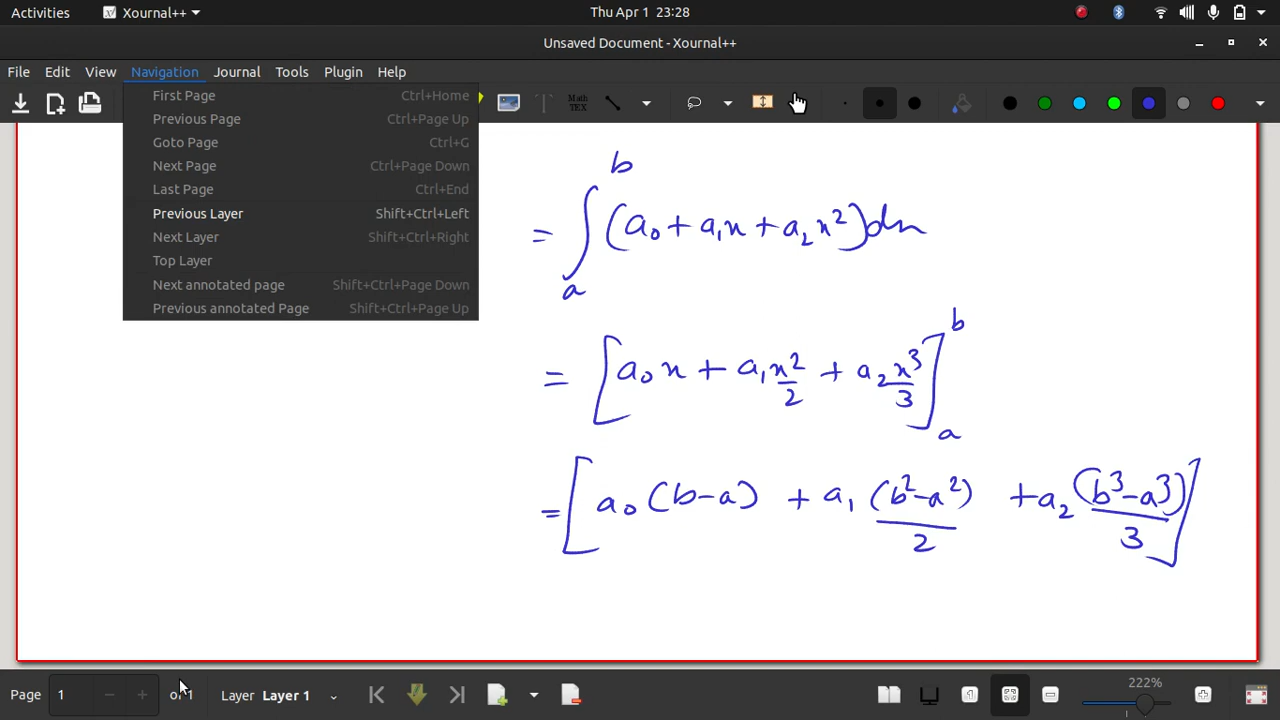 Activities Xournal++ Thu Apr 1 23:28
Unsaved Document - Xournal++
File Edit View Navigation Journal Tools Plugin Help
Math TEX
First Page Ctrl+Home
Previous Page Ctrl+Page Up
Goto Page Ctrl+G
Next Page Ctrl+Page Down
Last Page Ctrl+End
Previous Layer Shift+Ctrl+Left
Next Layer Shift+Ctrl+Right
Top Layer
Next annotated page Shift+Ctrl+Page Down
Previous annotated Page Shift+Ctrl+Page Up
= ∫ₐᵇ (a₀ + a₁x + a₂x²)dx
= [a₀x + a₁x²/2 + a₂x³/3]ₐᵇ
= [a₀(b-a) + a₁(b²-a²)/2 + a₂(b³-a³)/3]
Page 1 of 1 Layer Layer 1 222%